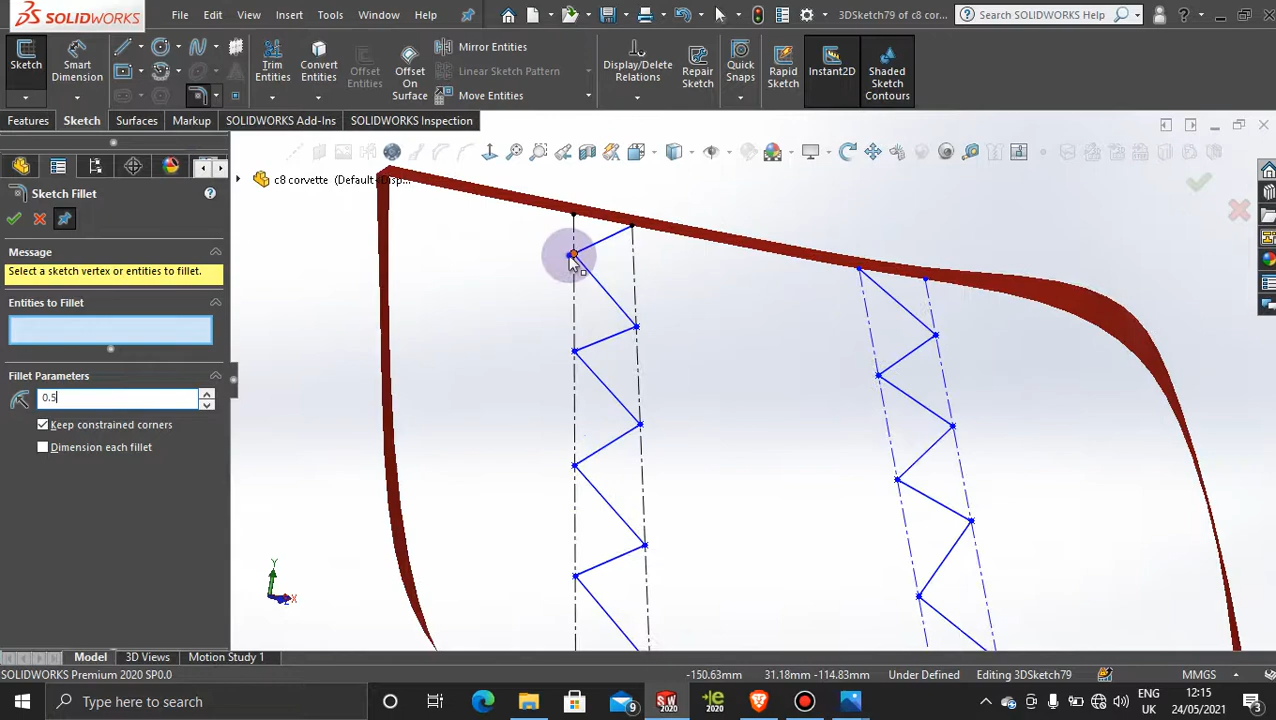 SOLIDWORKS
File Edit View Insert Tools Window Help
3DSketch79 of c8 cor...
Search SOLIDWORKS Help
Sketch
Smart Dimension
Trim Entities
Convert Entities
Offset Entities
Offset On Surface
Mirror Entities
Linear Sketch Pattern
Move Entities
Display/Delete Relations
Repair Sketch
Quick Snaps
Rapid Sketch
Instant2D
Shaded Sketch Contours
Features Sketch Surfaces Markup SOLIDWORKS Add-Ins SOLIDWORKS Inspection
c8 corvette (Default<Disp...
Sketch Fillet
Message
Select a sketch vertex or entities to fillet.
Entities to Fillet
Fillet Parameters
0.5
Keep constrained corners
Dimension each fillet
Y
X
Z
Model 3D Views Motion Study 1
SOLIDWORKS Premium 2020 SP0.0
-150.63mm 31.18mm -114.83mm Under Defined Editing 3DSketch79 MMGS
Type here to search
9
SW 2020
e 2020
ENG
UK
12:15
24/05/2021
3